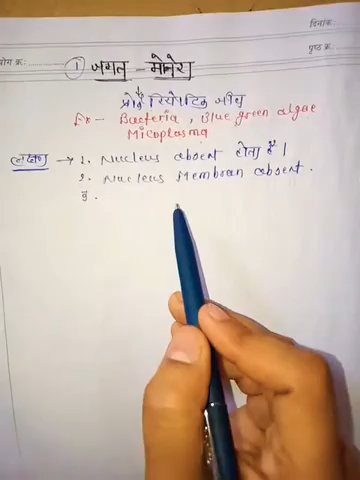 दिनांक :
योग क्र. :
पृष्ठ क्र. :
① जगत - मोनेरा
प्रोकैरियोटिक जीव
Ex- Bacteria, Blue green algae
Micoplasma
लक्षण → 1. Nucleus absent होता है।
2. Nucleus Membran absent.
3.